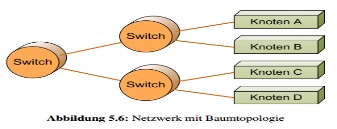 Knoten A
Switch
Knoten B
Switch
Knoten C
Switch
Knoten D
Abbildung 5.6: Netzwerk mit Baumtopologie